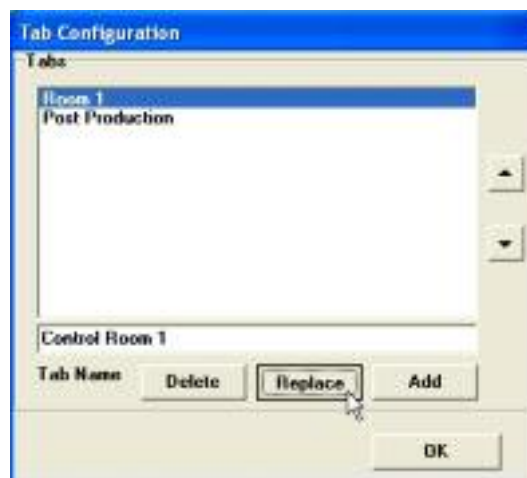 Tab Configuration
Tabs
Room 1
Post Production
Control Room 1
Tab Name
Delete
Replace
Add
OK